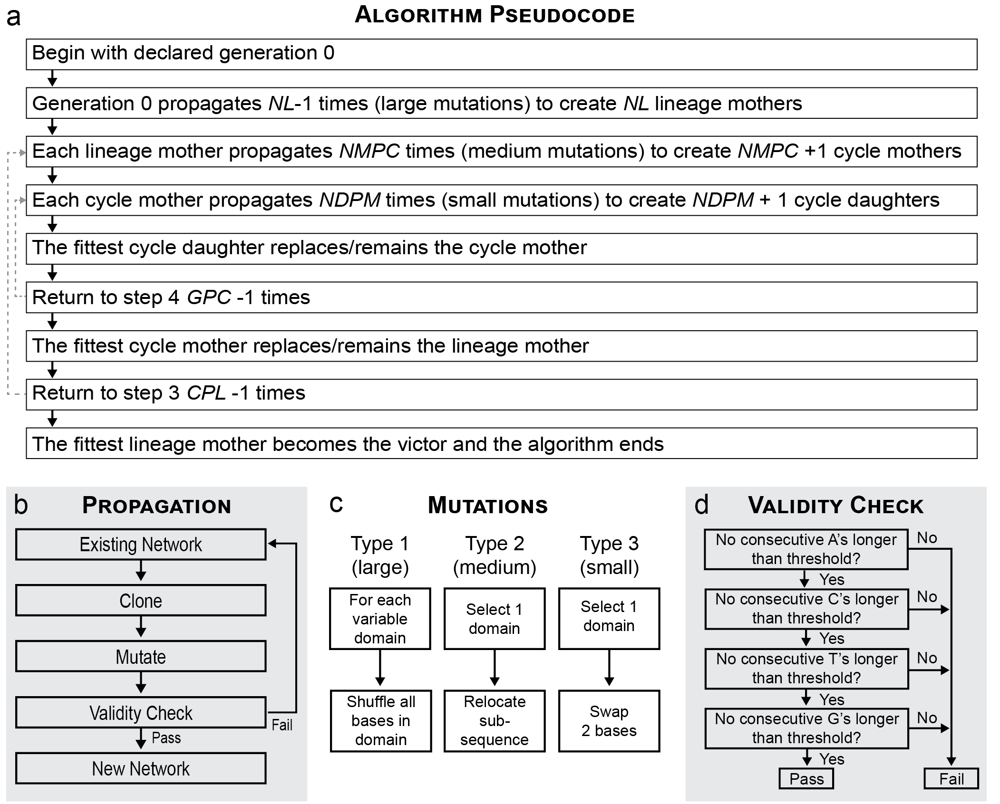 a
ALGORITHM PSEUDOCODE
Begin with declared generation 0
Generation 0 propagates NL-1 times (large mutations) to create NL lineage mothers
Each lineage mother propagates NMPC times (medium mutations) to create NMPC +1 cycle mothers
Each cycle mother propagates NDPM times (small mutations) to create NDPM + 1 cycle daughters
The fittest cycle daughter replaces/remains the cycle mother
Return to step 4 GPC -1 times
The fittest cycle mother replaces/remains the lineage mother
Return to step 3 CPL -1 times
The fittest lineage mother becomes the victor and the algorithm ends
b
PROPAGATION
Existing Network
Clone
Mutate
Validity Check
Fail
Pass
New Network
c
MUTATIONS
Type 1
(large)
For each
variable
domain
Shuffle all
bases in
domain
Type 2
(medium)
Select 1
domain
Relocate
sub-
sequence
Type 3
(small)
Select 1
domain
Swap
2 bases
d
VALIDITY CHECK
No consecutive A's longer
than threshold?
No
Yes
No consecutive C's longer
than threshold?
No
Yes
No consecutive T's longer
than threshold?
No
Yes
No consecutive G's longer
than threshold?
No
Yes
Pass
Fail